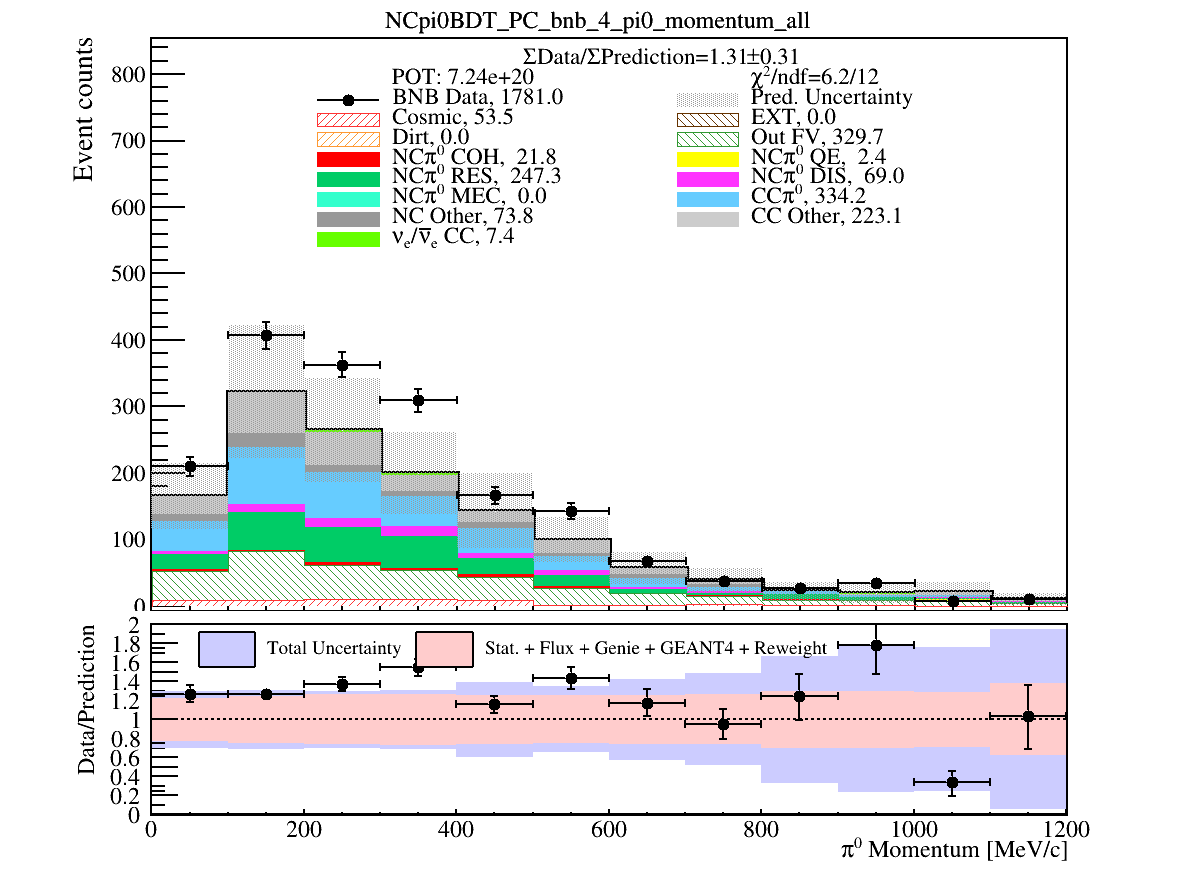 NCpi0BDT_PC_bnb_4_pi0_momentum_all
ΣData/ΣPrediction=1.31±0.31
POT: 7.24e+20
χ²/ndf=6.2/12
BNB Data, 1781.0
Pred. Uncertainty
Cosmic, 53.5
EXT, 0.0
Dirt, 0.0
Out FV, 329.7
NCπ⁰ COH, 21.8
NCπ⁰ QE, 2.4
NCπ⁰ RES, 247.3
NCπ⁰ DIS, 69.0
NCπ⁰ MEC, 0.0
CCπ⁰, 334.2
NC Other, 73.8
CC Other, 223.1
νₑ/ν̅ₑ CC, 7.4
Event counts
800
700
600
500
400
300
200
100
0
Total Uncertainty
Stat. + Flux + Genie + GEANT4 + Reweight
Data/Prediction
2
1.8
1.6
1.4
1.2
1
0.8
0.6
0.4
0.2
0
0 200 400 600 800 1000 1200
π⁰ Momentum [MeV/c]